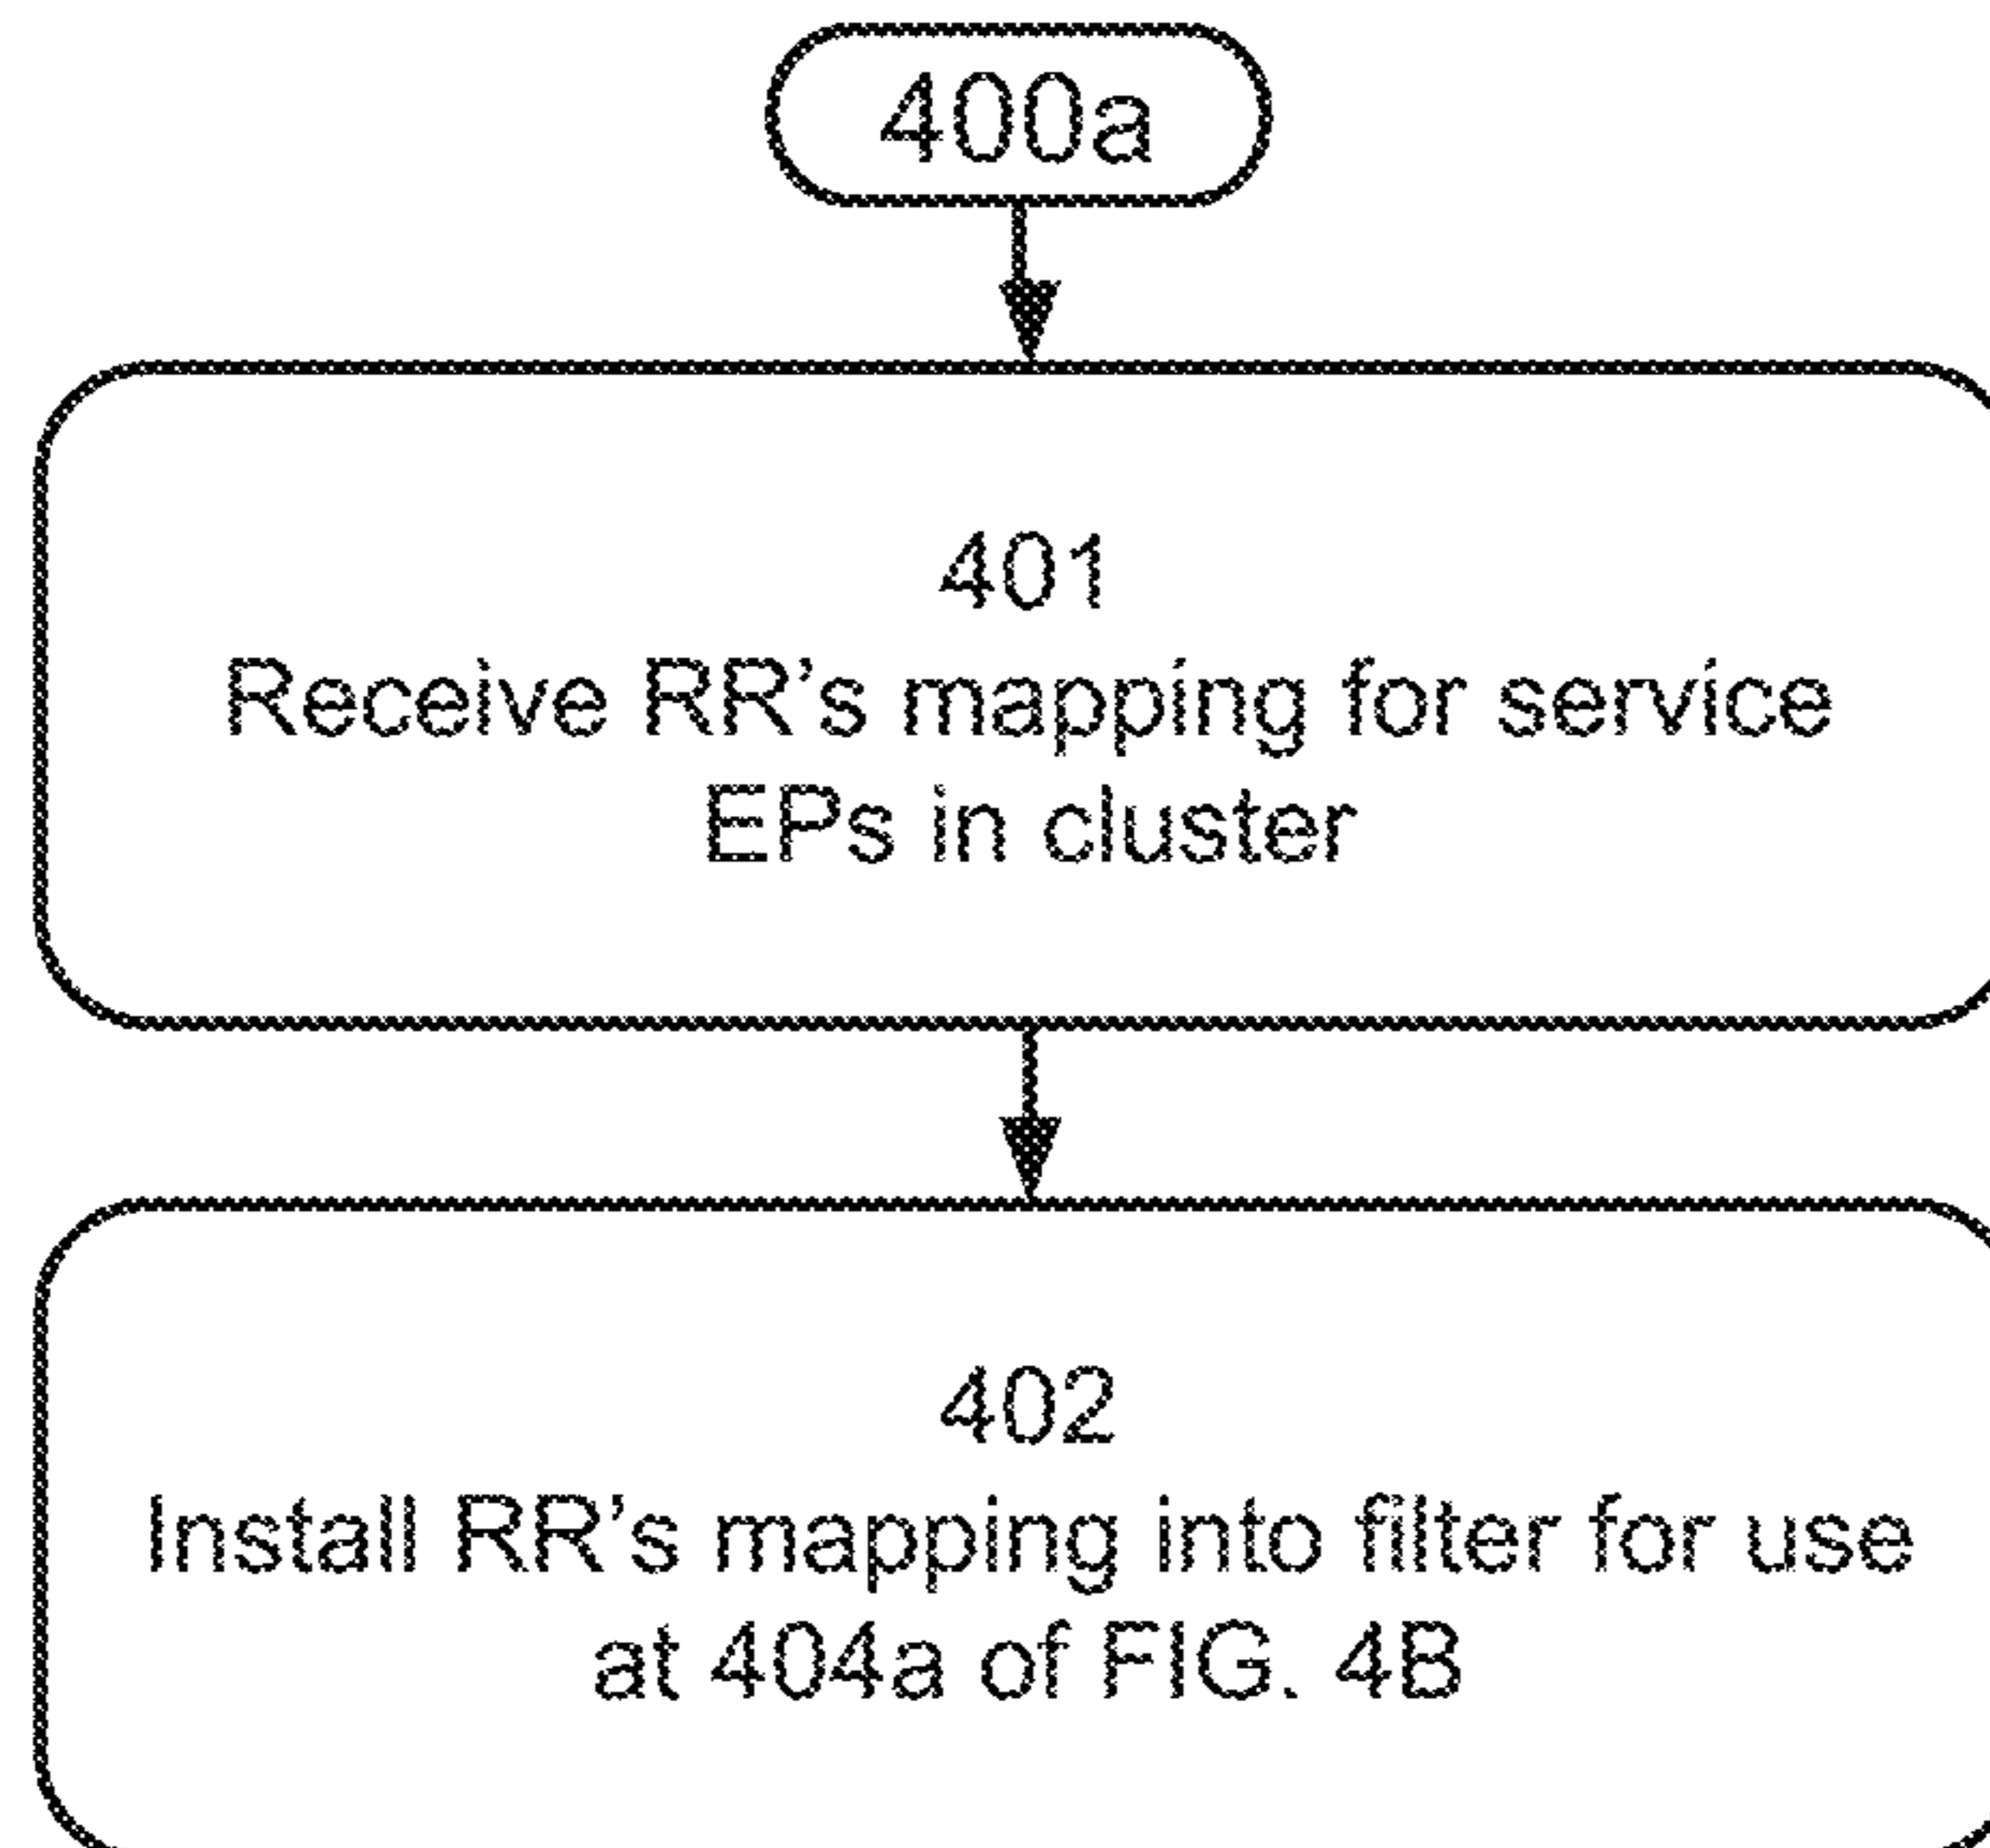 400a
401
Receive RR's mapping for service
EPs in cluster
402
Install RR's mapping into filter for use
at 404a of FIG. 4B